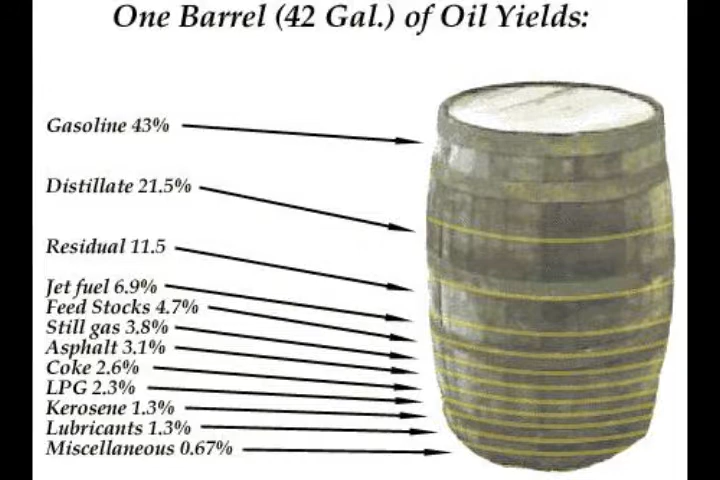 One Barrel (42 Gal.) of Oil Yields:
Gasoline 43%
Distillate 21.5%
Residual 11.5
Jet fuel 6.9%
Feed Stocks 4.7%
Still gas 3.8%
Asphalt 3.1%
Coke 2.6%
LPG 2.3%
Kerosene 1.3%
Lubricants 1.3%
Miscellaneous 0.67%